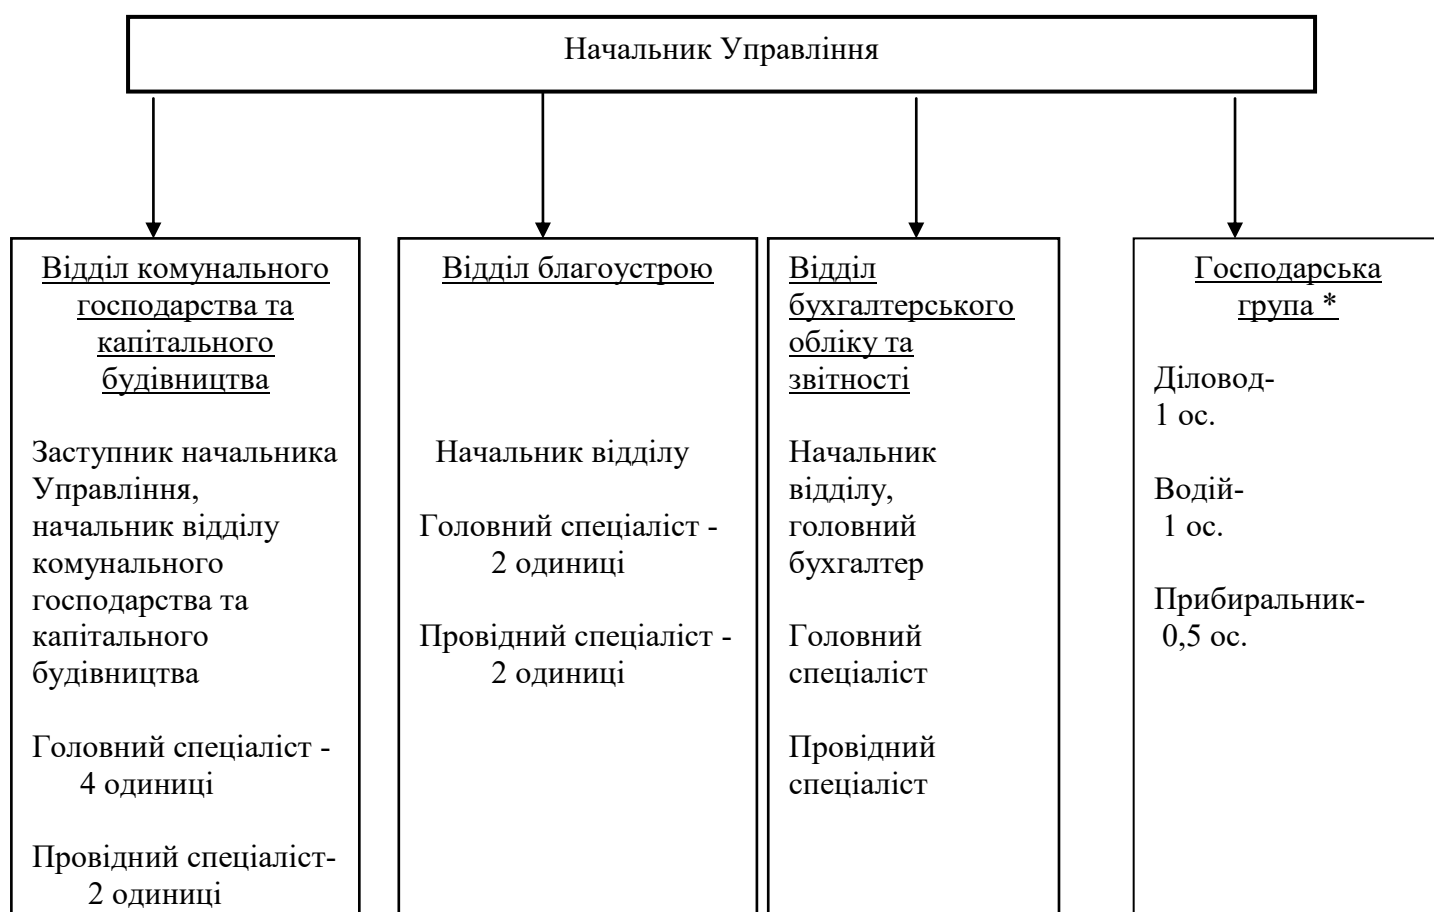 Начальник Управління
Відділ комунального
господарства та
капітального
будівництва
Заступник начальника
Управління,
начальник відділу
комунального
господарства та
капітального
будівництва
Головний спеціаліст -
4 одиниці
Провідний спеціаліст-
2 одиниці
Відділ благоустрою
Начальник відділу
Головний спеціаліст -
2 одиниці
Провідний спеціаліст -
2 одиниці
Відділ
бухгалтерського
обліку та
звітності
Начальник
відділу,
головний
бухгалтер
Головний
спеціаліст
Провідний
спеціаліст
Господарська
група *
Діловод-
1 ос.
Водій-
1 ос.
Прибиральник-
0,5 ос.